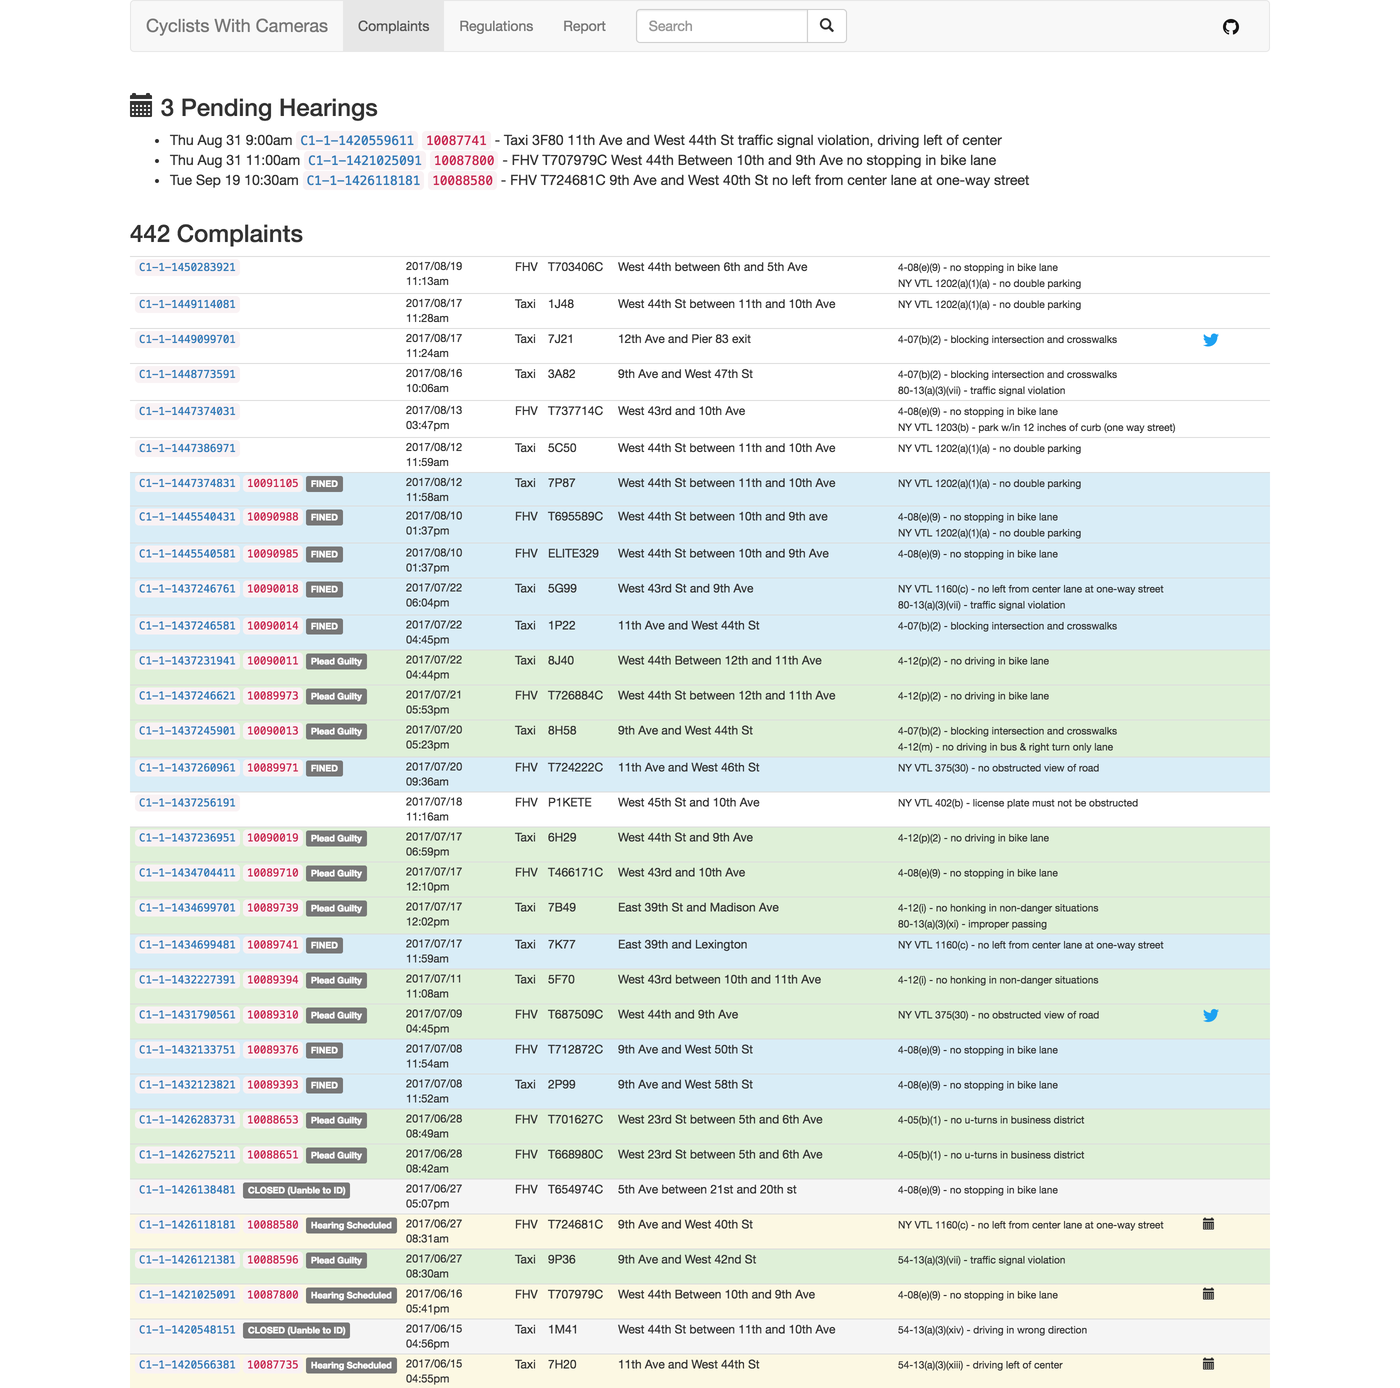 Cyclists With Cameras Complaints Regulations Report Search
3 Pending Hearings
• Thu Aug 31 9:00am C1-1-1420559611 10087741 - Taxi 3F80 11th Ave and West 44th St traffic signal violation, driving left of center
• Thu Aug 31 11:00am C1-1-1421025091 10087800 - FHV T707979C West 44th Between 10th and 9th Ave no stopping in bike lane
• Tue Sep 19 10:30am C1-1-1426118181 10088580 - FHV T724681C 9th Ave and West 40th St no left from center lane at one-way street
442 Complaints
C1-1-1450283921 2017/08/19 FHV T703406C West 44th between 6th and 5th Ave 4-08(e)(9) - no stopping in bike lane
11:13am NY VTL 1202(a)(1)(a) - no double parking
C1-1-1449114081 2017/08/17 Taxi 1J48 West 44th St between 11th and 10th Ave NY VTL 1202(a)(1)(a) - no double parking
11:28am
C1-1-1449099701 2017/08/17 Taxi 7J21 12th Ave and Pier 83 exit 4-07(b)(2) - blocking intersection and crosswalks
11:24am
C1-1-1448773591 2017/08/16 Taxi 3A82 9th Ave and West 47th St 4-07(b)(2) - blocking intersection and crosswalks
10:06am 80-13(a)(3)(vii) - traffic signal violation
C1-1-1447374031 2017/08/13 FHV T737714C West 43rd and 10th Ave 4-08(e)(9) - no stopping in bike lane
03:47pm NY VTL 1203(b) - park w/in 12 inches of curb (one way street)
C1-1-1447386971 2017/08/12 Taxi 5C50 West 44th St between 11th and 10th Ave NY VTL 1202(a)(1)(a) - no double parking
11:59am
C1-1-1447374831 10091105 FINED 2017/08/12 Taxi 7P87 West 44th St between 11th and 10th Ave NY VTL 1202(a)(1)(a) - no double parking
11:58am
C1-1-1445540431 10090988 FINED 2017/08/10 FHV T695589C West 44th St between 10th and 9th ave 4-08(e)(9) - no stopping in bike lane
01:37pm NY VTL 1202(a)(1)(a) - no double parking
C1-1-1445540581 10090985 FINED 2017/08/10 FHV ELITE329 West 44th St between 10th and 9th Ave 4-08(e)(9) - no stopping in bike lane
01:37pm
C1-1-1437246761 10090018 FINED 2017/07/22 Taxi 5G99 West 43rd St and 9th Ave NY VTL 1160(c) - no left from center lane at one-way street
06:04pm 80-13(a)(3)(vii) - traffic signal violation
C1-1-1437246581 10090014 FINED 2017/07/22 Taxi 1P22 11th Ave and West 44th St 4-07(b)(2) - blocking intersection and crosswalks
04:45pm
C1-1-1437231941 10090011 Plead Guilty 2017/07/22 Taxi 8J40 West 44th Between 12th and 11th Ave 4-12(p)(2) - no driving in bike lane
04:44pm
C1-1-1437246621 10089973 Plead Guilty 2017/07/21 FHV T726884C West 44th St between 12th and 11th Ave 4-12(p)(2) - no driving in bike lane
05:53pm
C1-1-1437245901 10090013 Plead Guilty 2017/07/20 Taxi 8H58 9th Ave and West 44th St 4-07(b)(2) - blocking intersection and crosswalks
05:23pm 4-12(m) - no driving in bus & right turn only lane
C1-1-1437260961 10089971 FINED 2017/07/20 FHV T724222C 11th Ave and West 46th St NY VTL 375(30) - no obstructed view of road
09:36am
C1-1-1437256191 2017/07/18 FHV P1KETE West 45th St and 10th Ave NY VTL 402(b) - license plate must not be obstructed
11:16am
C1-1-1437236951 10090019 Plead Guilty 2017/07/17 Taxi 6H29 West 44th St and 9th Ave 4-12(p)(2) - no driving in bike lane
06:59pm
C1-1-1434704411 10089710 Plead Guilty 2017/07/17 FHV T466171C West 43rd and 10th Ave 4-08(e)(9) - no stopping in bike lane
12:10pm
C1-1-1434699701 10089739 Plead Guilty 2017/07/17 Taxi 7B49 East 39th St and Madison Ave 4-12(i) - no honking in non-danger situations
12:02pm 80-13(a)(3)(xi) - improper passing
C1-1-1434699481 10089741 FINED 2017/07/17 Taxi 7K77 East 39th and Lexington NY VTL 1160(c) - no left from center lane at one-way street
11:59am
C1-1-1432227391 10089394 Plead Guilty 2017/07/11 Taxi 5F70 West 43rd between 10th and 11th Ave 4-12(i) - no honking in non-danger situations
11:08am
C1-1-1431790561 10089310 Plead Guilty 2017/07/09 FHV T687509C West 44th and 9th Ave NY VTL 375(30) - no obstructed view of road
04:45pm
C1-1-1432133751 10089376 FINED 2017/07/08 FHV T712872C 9th Ave and West 50th St 4-08(e)(9) - no stopping in bike lane
11:54am
C1-1-1432123821 10089393 FINED 2017/07/08 Taxi 2P99 9th Ave and West 58th St 4-08(e)(9) - no stopping in bike lane
11:52am
C1-1-1426283731 10088653 Plead Guilty 2017/06/28 FHV T701627C West 23rd St between 5th and 6th Ave 4-05(b)(1) - no u-turns in business district
08:49am
C1-1-1426275211 10088651 Plead Guilty 2017/06/28 FHV T668980C West 23rd St between 5th and 6th Ave 4-05(b)(1) - no u-turns in business district
08:42am
C1-1-1426138481 CLOSED (Uanble to ID) 2017/06/27 FHV T654974C 5th Ave between 21st and 20th st 4-08(e)(9) - no stopping in bike lane
05:07pm
C1-1-1426118181 10088580 Hearing Scheduled 2017/06/27 FHV T724681C 9th Ave and West 40th St NY VTL 1160(c) - no left from center lane at one-way street
08:31am
C1-1-1426121381 10088596 Plead Guilty 2017/06/27 Taxi 9P36 9th Ave and West 42nd St 54-13(a)(3)(vii) - traffic signal violation
08:30am
C1-1-1421025091 10087800 Hearing Scheduled 2017/06/16 FHV T707979C West 44th Between 10th and 9th Ave 4-08(e)(9) - no stopping in bike lane
05:41pm
C1-1-1420548151 CLOSED (Uanble to ID) 2017/06/15 Taxi 1M41 West 44th St between 11th and 10th Ave 54-13(a)(3)(xiv) - driving in wrong direction
04:56pm
C1-1-1420566381 10087735 Hearing Scheduled 2017/06/15 Taxi 7H20 11th Ave and West 44th St 54-13(a)(3)(xiii) - driving left of center
04:55pm